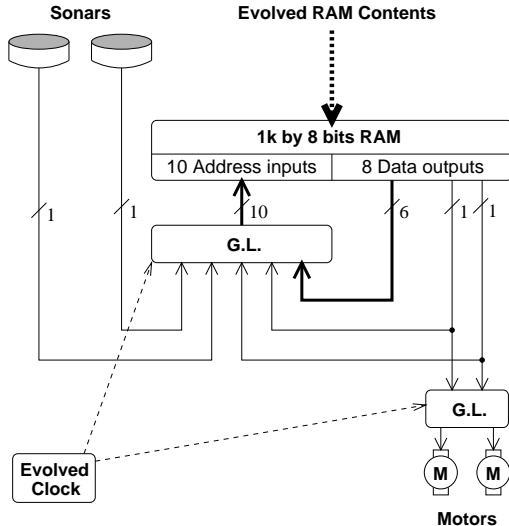 Sonars
Evolved RAM Contents
1k by 8 bits RAM
10 Address inputs
8 Data outputs
1
1
10
6
1
1
G.L.
G.L.
Evolved
Clock
M
M
Motors